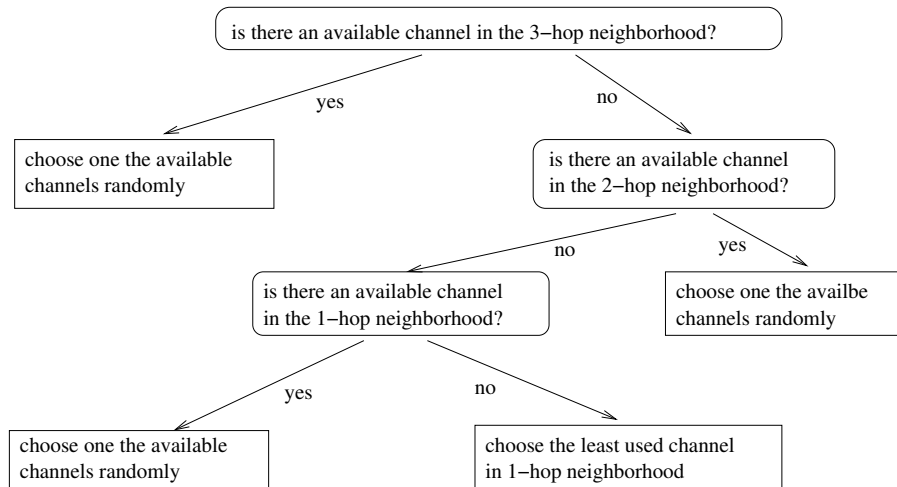 is there an available channel in the 3−hop neighborhood?
yes
no
choose one the available
channels randomly
is there an available channel
in the 2−hop neighborhood?
no
yes
is there an available channel
in the 1−hop neighborhood?
choose one the availbe
channels randomly
yes
no
choose one the available
channels randomly
choose the least used channel
in 1−hop neighborhood